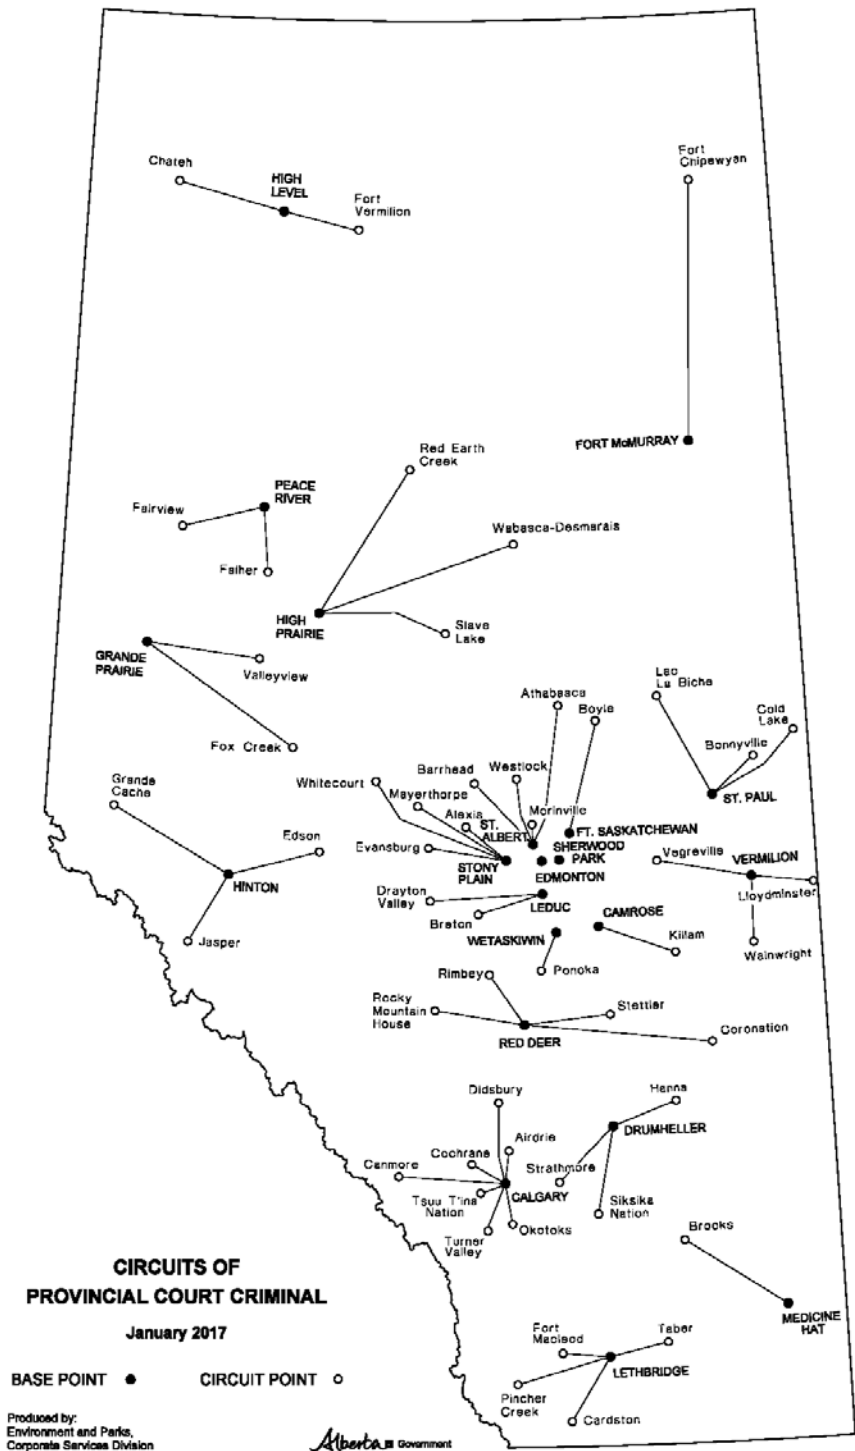 Chateh
HIGH
LEVEL
Fort
Vermilion
Fort
Chipewyan
FORT McMURRAY
Red Earth
Creek
PEACE
RIVER
Fairview
Wabasca-Desmarais
Falher
HIGH
PRAIRIE
Slave
Lake
GRANDE
PRAIRIE
Valleyview
Fox Creek
Lac
La Biche
Athabasca
Boyle
Cold
Lake
Bonnyville
ST. PAUL
Grande
Cache
Whitecourt
Barrhead
Westlock
Mayerthorpe
Morinville
Alexis
ST.
ALBERT
FT. SASKATCHEWAN
SHERWOOD
PARK
Edson
Evansburg
STONY
PLAIN
EDMONTON
Vegreville
VERMILION
Lloydminster
HINTON
Drayton
Valley
LEDUC
Breton
CAMROSE
WETASKIWIN
Killam
Wainwright
Jasper
Ponoka
Rimbey
Rocky
Mountain
House
Stettler
RED DEER
Coronation
Didsbury
Hanna
DRUMHELLER
Airdrie
Cochrane
Canmore
Strathmore
CALGARY
Tsuu T'ina
Nation
Siksika
Nation
Okotoks
Turner
Valley
Brooks
MEDICINE
HAT
Fort
Macleod
Taber
LETHBRIDGE
Pincher
Creek
Cardston
CIRCUITS OF
PROVINCIAL COURT CRIMINAL
January 2017
BASE POINT
CIRCUIT POINT
Produced by:
Environment and Parks,
Corporate Services Division
Alberta Government